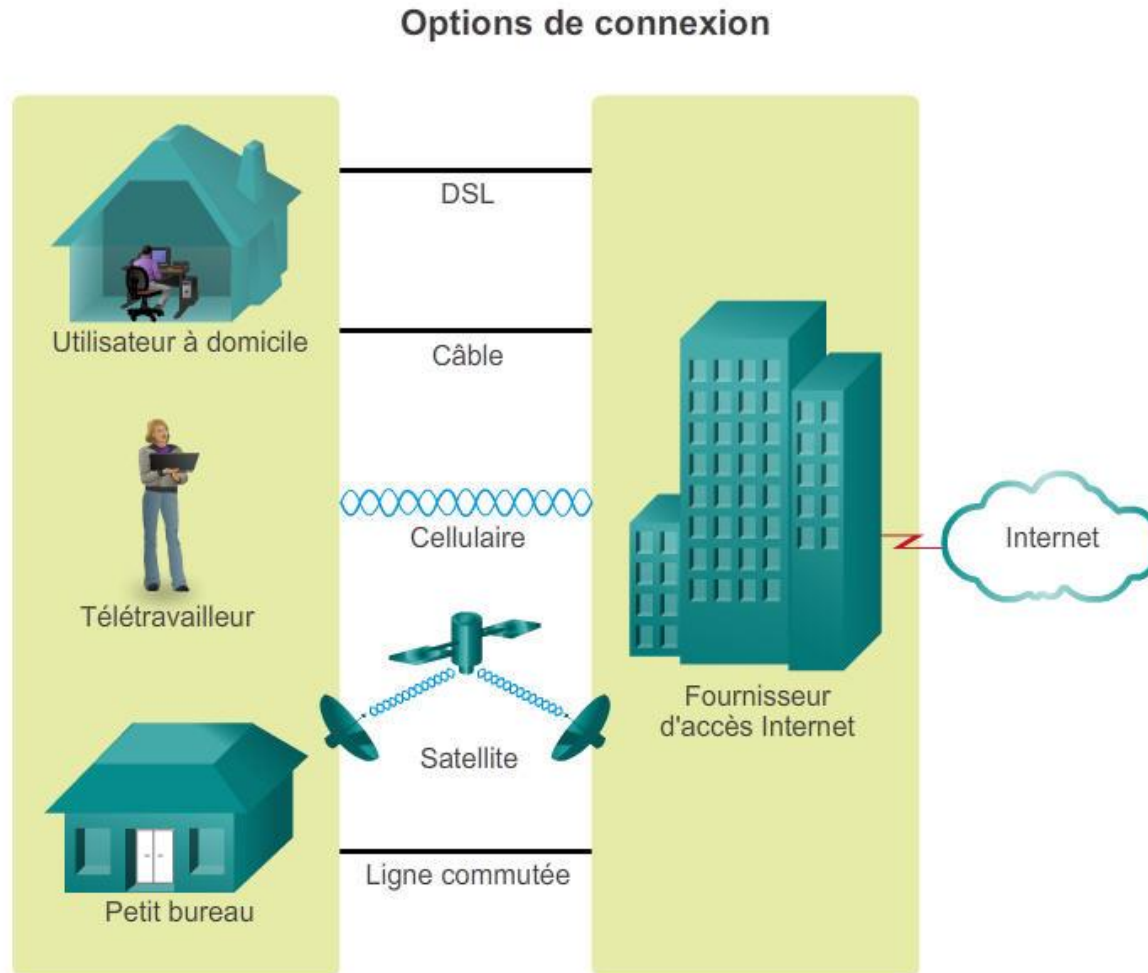 Options de connexion
DSL
Utilisateur à domicile
Câble
Cellulaire
Internet
Télétravailleur
Fournisseur
d'accès Internet
Satellite
Ligne commutée
Petit bureau